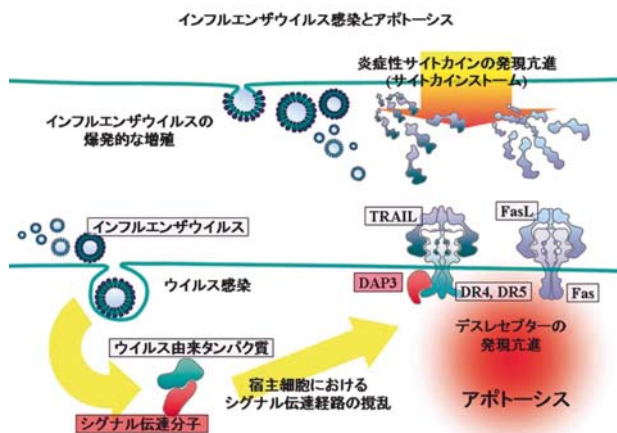 インフルエンザウイルス感染とアポトーシス
炎症性サイトカインの発現亢進
(サイトカインストーム)
インフルエンザウイルスの
爆発的な増殖
インフルエンザウイルス
TRAIL
FasL
ウイルス感染
DAP3
DR4, DR5
Fas
デスレセプターの
発現亢進
ウイルス由来タンパク質
宿主細胞における
シグナル伝達経路の撹乱
アポトーシス
シグナル伝達分子